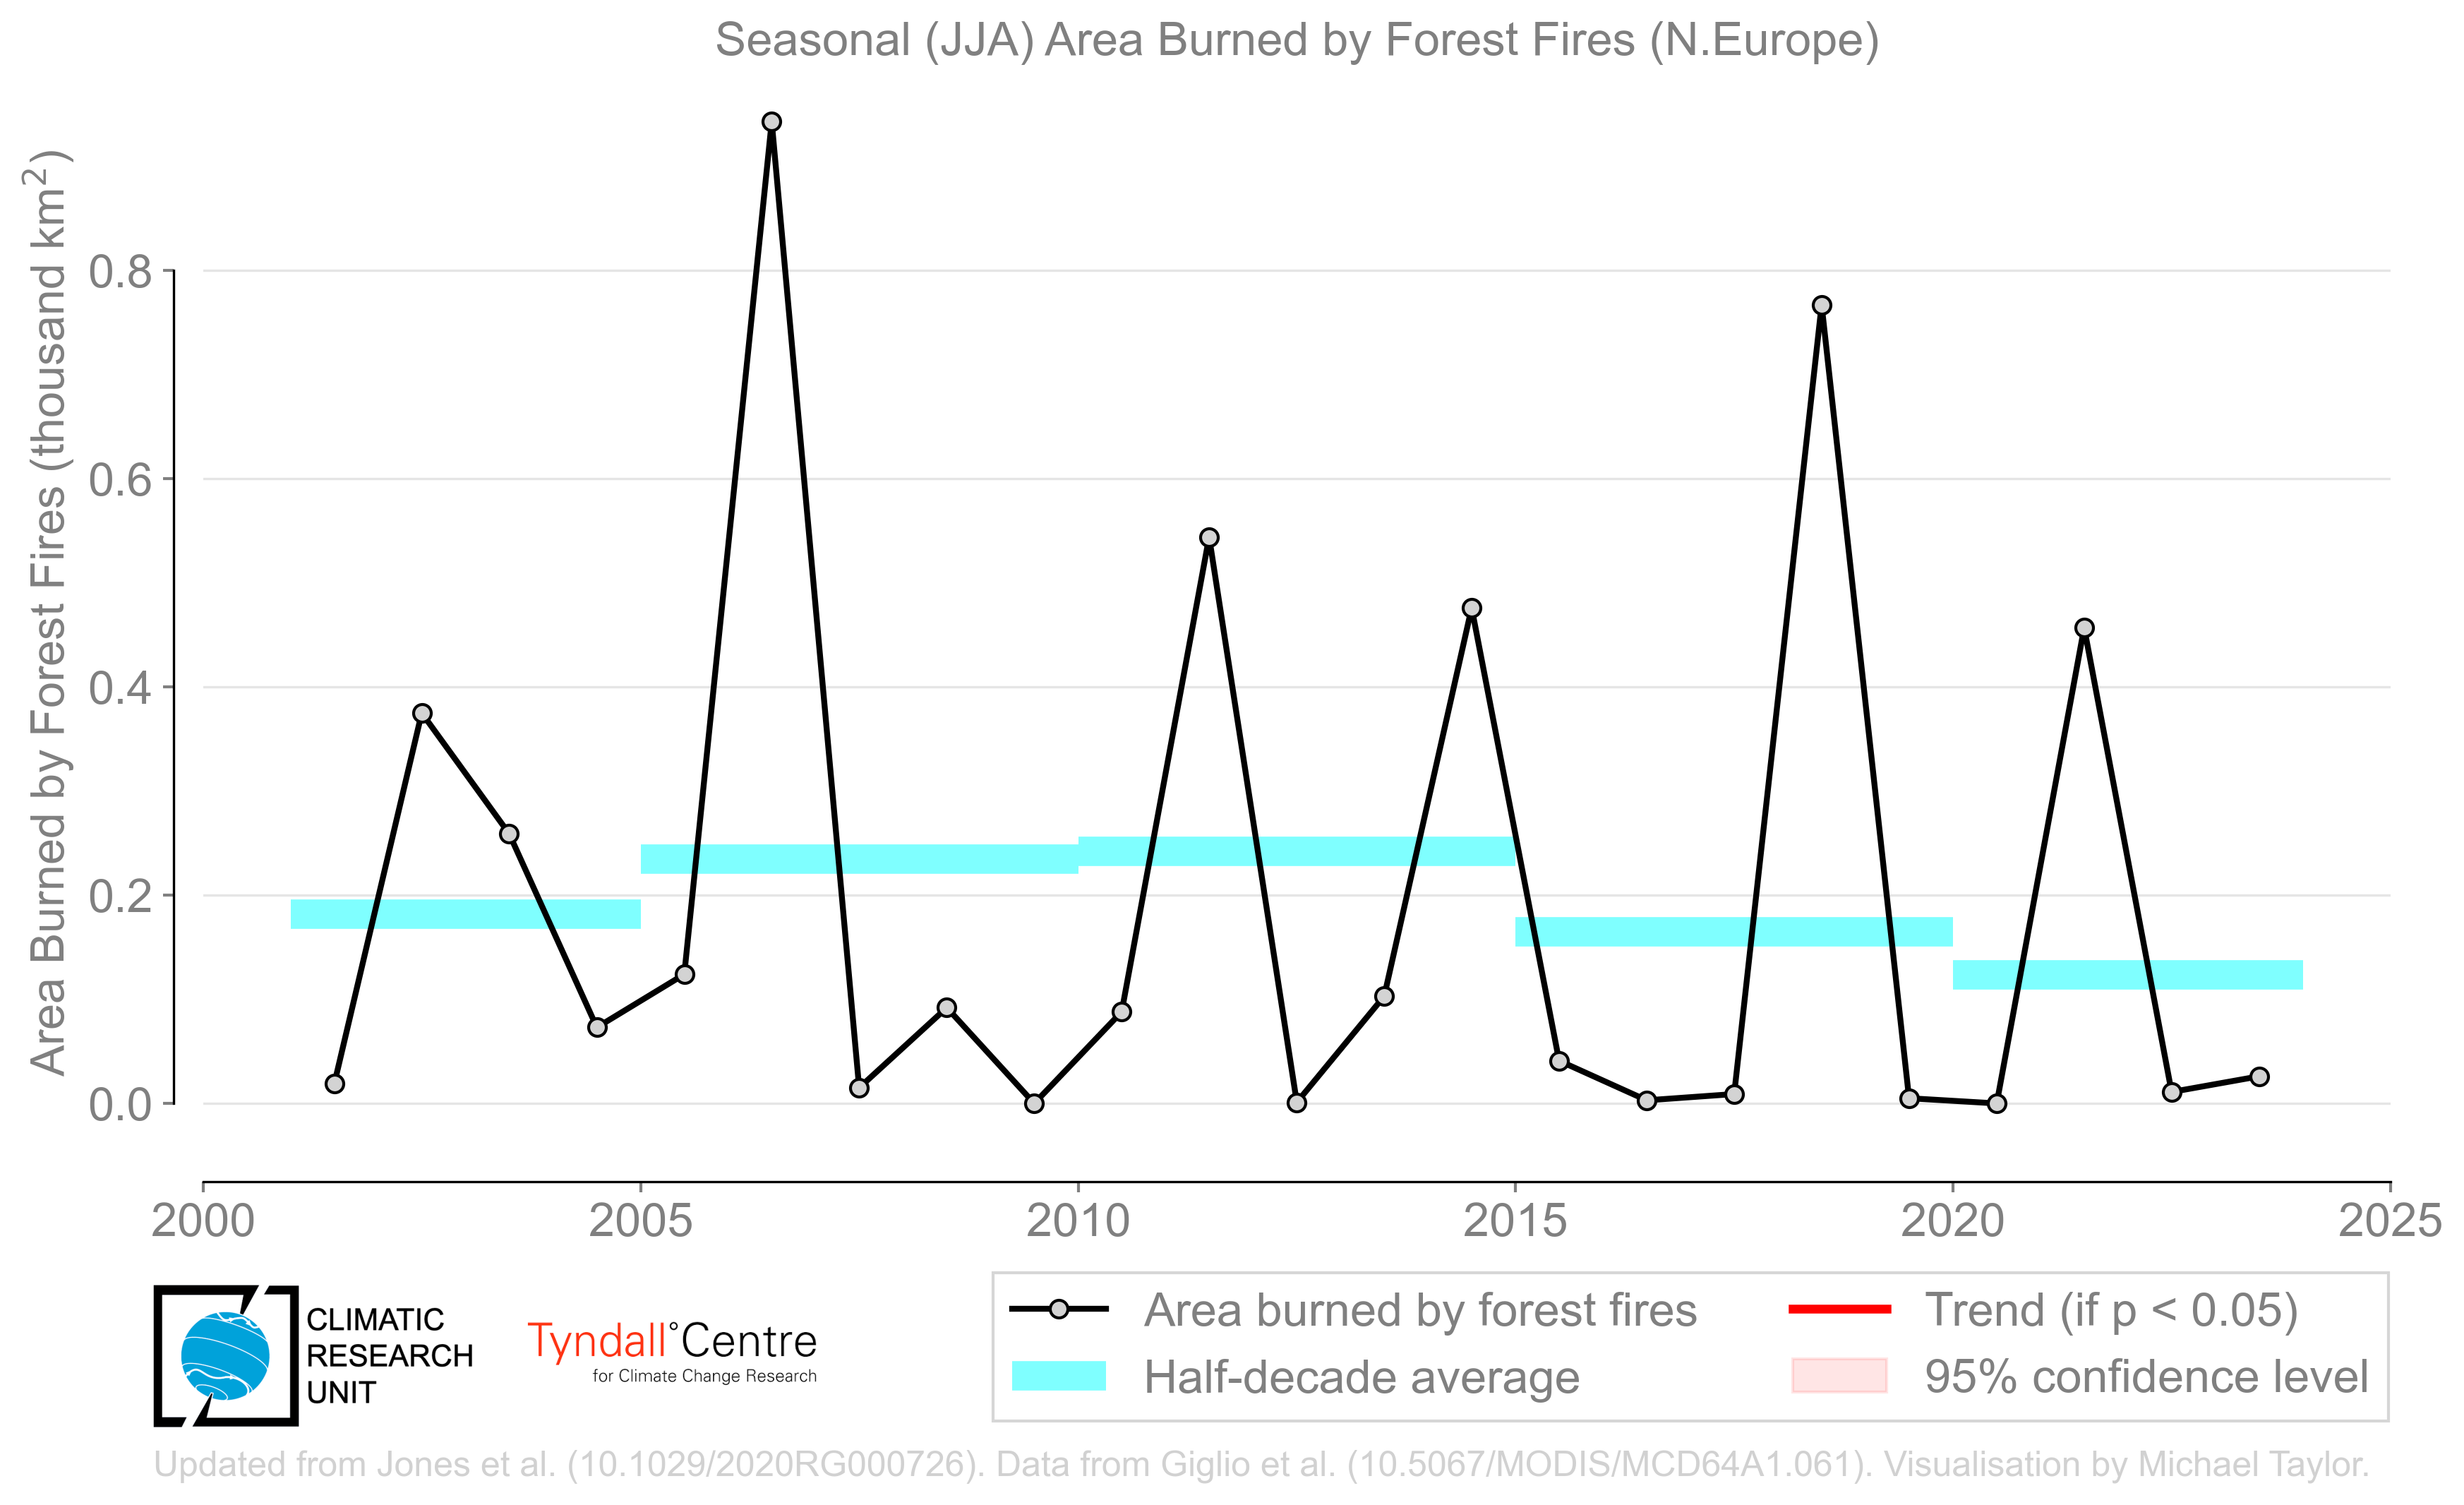 Seasonal (JJA) Area Burned by Forest Fires (N.Europe)
Area Burned by Forest Fires (thousand km²)
0.8
0.6
0.4
0.2
0.0
2000 2005 2010 2015 2020 2025
CLIMATIC
RESEARCH
UNIT
Tyndall°Centre
for Climate Change Research
Area burned by forest fires
Half-decade average
Trend (if p < 0.05)
95% confidence level
Updated from Jones et al. (10.1029/2020RG000726). Data from Giglio et al. (10.5067/MODIS/MCD64A1.061). Visualisation by Michael Taylor.